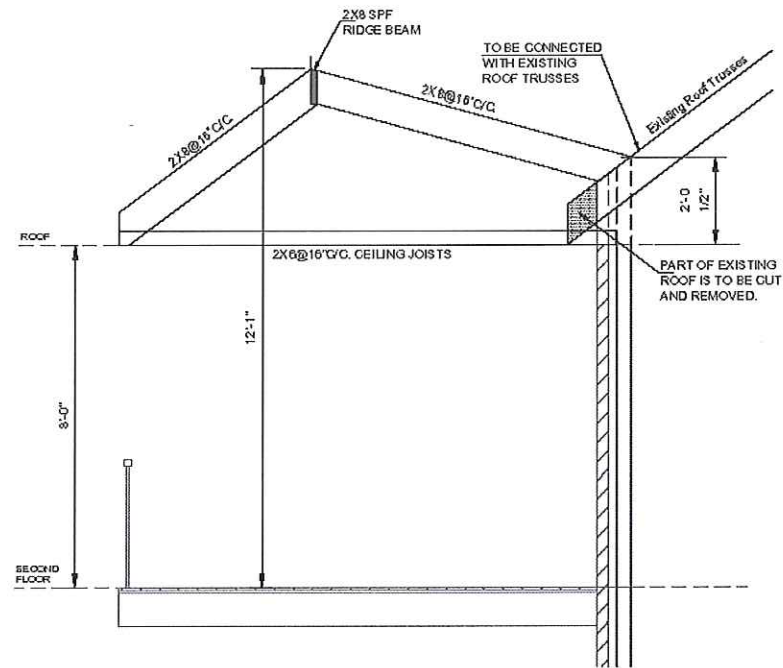 2X8 SPF
RIDGE BEAM
TO BE CONNECTED
WITH EXISTING
ROOF TRUSSES
Existing Roof Trusses
2X8@16"C/C
2X8@16"C/C
2'-0
1/2"
ROOF
2X6@16"C/C. CEILING JOISTS
PART OF EXISTING
ROOF IS TO BE CUT
AND REMOVED.
12'-1"
8'-0"
SECOND
FLOOR